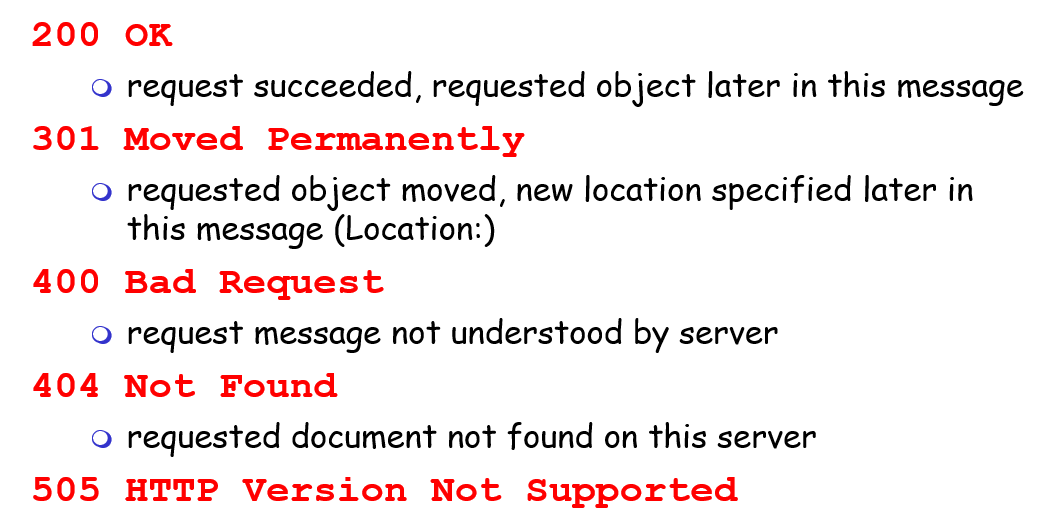 200 OK
request succeeded, requested object later in this message
301 Moved Permanently
requested object moved, new location specified later in
this message (Location:)
400 Bad Request
request message not understood by server
404 Not Found
requested document not found on this server
505 HTTP Version Not Supported